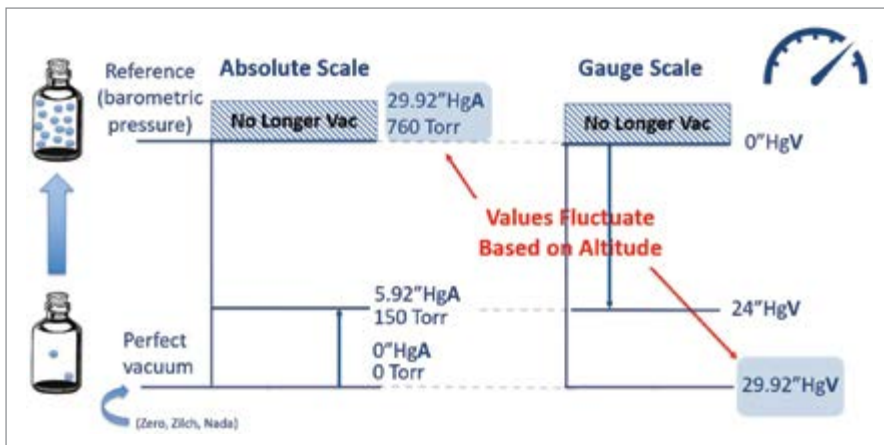 Reference
(barometric
pressure)
Absolute Scale
No Longer Vac
29.92”HgA
760 Torr
Gauge Scale
No Longer Vac
0”HgV
Values Fluctuate
Based on Altitude
5.92”HgA
150 Torr
24”HgV
Perfect
vacuum
0”HgA
0 Torr
29.92”HgV
(Zero, Zilch, Nada)